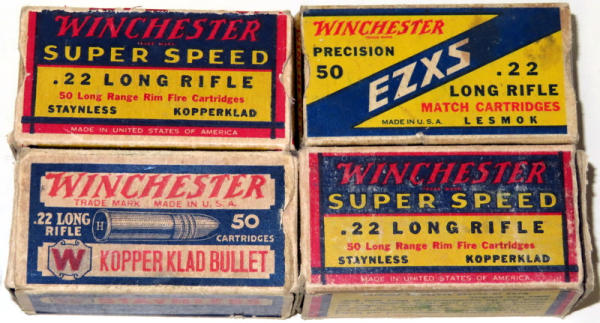 WINCHESTER
TRADE MARK
SUPER SPEED
.22 LONG RIFLE
50 Long Range Rim Fire Cartridges
STAYNLESS KOPPERKLAD
MADE IN UNITED STATES OF AMERICA
WINCHESTER
PRECISION
50
EZXS
.22
LONG RIFLE
MATCH CARTRIDGES
MADE IN U.S.A. LESMOK
WINCHESTER
TRADE MARK MADE IN U.S.A.
.22 LONG RIFLE
H
50
CARTRIDGES
W
KOPPER KLAD BULLET
WINCHESTER
TRADE MARK
SUPER SPEED
.22 LONG RIFLE
50 Long Range Rim Fire Cartridges
STAYNLESS KOPPERKLAD
MADE IN UNITED STATES OF AMERICA